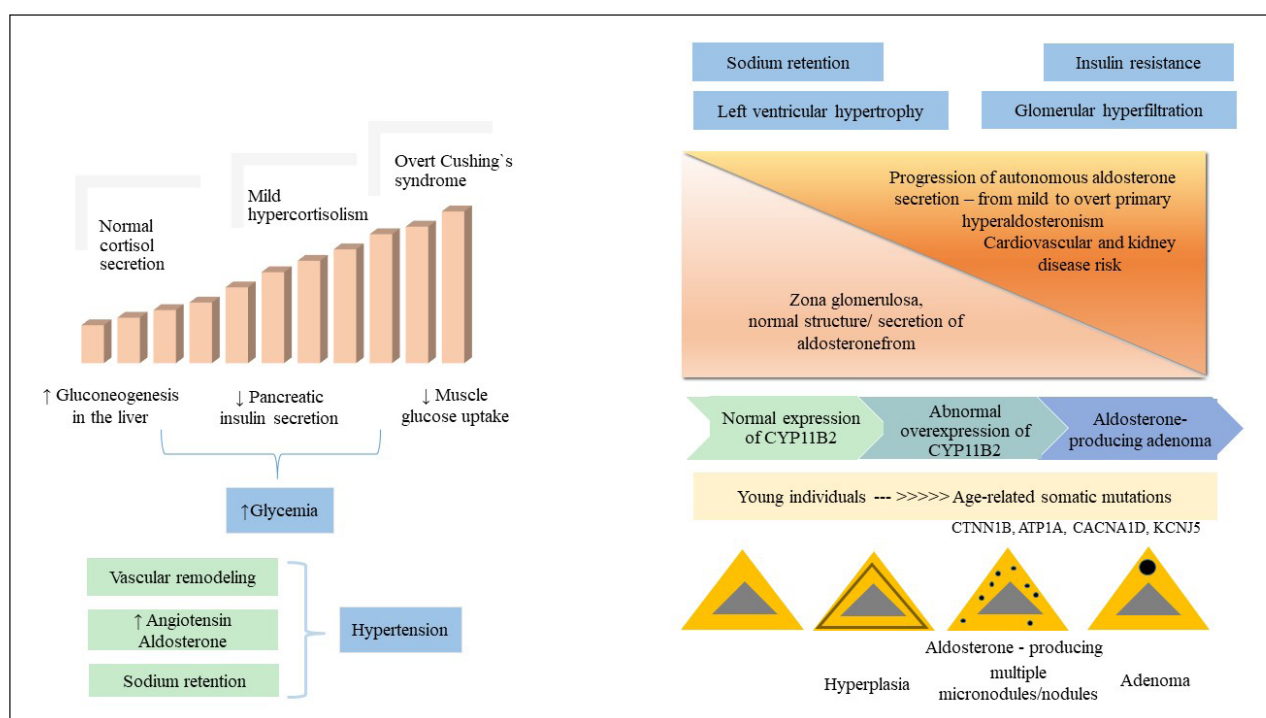 Normal
cortisol
secretion
Mild
hypercortisolism
Overt Cushing`s
syndrome
↑ Gluconeogenesis
in the liver
↓ Pancreatic
insulin secretion
↓ Muscle
glucose uptake
↑Glycemia
Vascular remodeling
↑ Angiotensin
Aldosterone
Sodium retention
Hypertension
Sodium retention
Insulin resistance
Left ventricular hypertrophy
Glomerular hyperfiltration
Progression of autonomous aldosterone
secretion – from mild to overt primary
hyperaldosteronism
Cardiovascular and kidney
disease risk
Zona glomerulosa,
normal structure/ secretion of
aldosteronefrom
Normal expression
of CYP11B2
Abnormal
overexpression of
CYP11B2
Aldosterone-
producing adenoma
Young individuals --- >>>>> Age-related somatic mutations
CTNN1B, ATP1A, CACNA1D, KCNJ5
Hyperplasia
Aldosterone - producing
multiple
micronodules/nodules
Adenoma